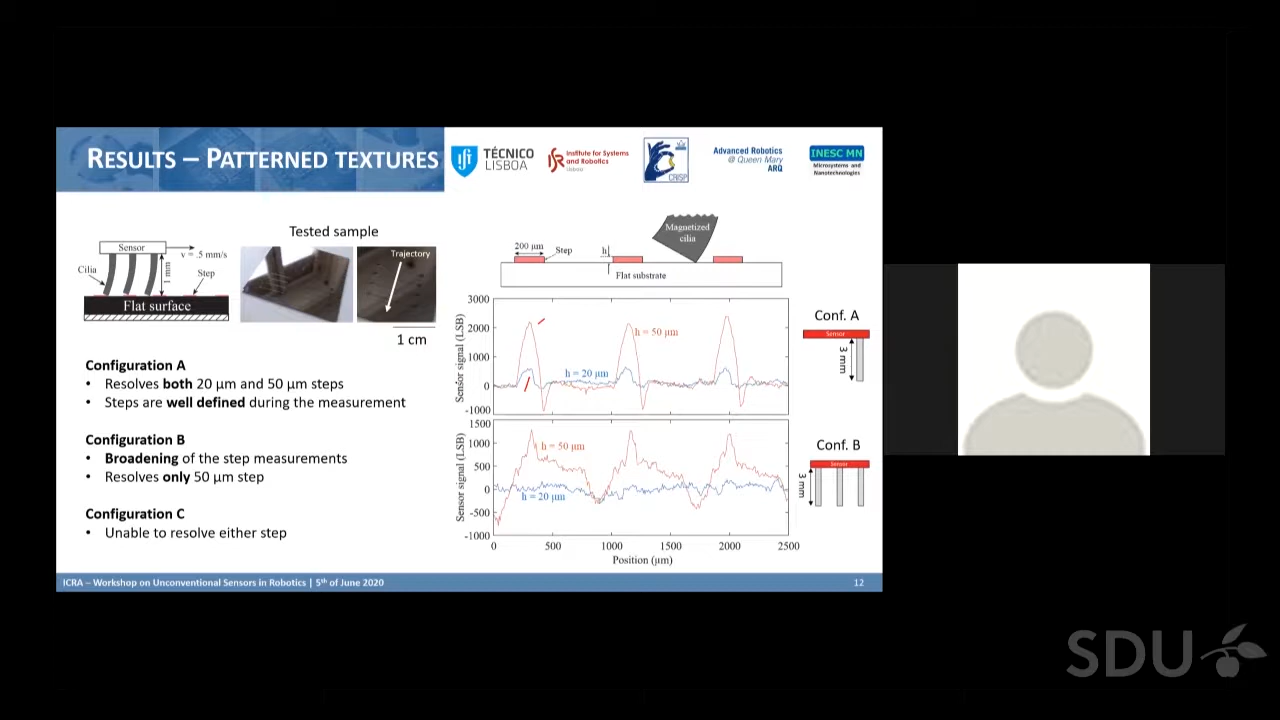 RESULTS – PATTERNED TEXTURES
TÉCNICO
LISBOA
Institute for Systems
and Robotics
Lisboa
CRISP
Advanced Robotics
@ Queen Mary
ARQ
INESC MN
Microsystems and
Nanotechnologies
Tested sample
Sensor
v = .5 mm/s
Cilia
1 mm
Step
Flat surface
Trajectory
1 cm
Configuration A
• Resolves both 20 µm and 50 µm steps
• Steps are well defined during the measurement
Configuration B
• Broadening of the step measurements
• Resolves only 50 µm step
Configuration C
• Unable to resolve either step
Magnetized
cilia
200 µm
Step
h
Flat substrate
3000
2000
1000
0
-1000
Sensor signal (LSB)
h = 50 µm
h = 20 µm
1500
1000
500
0
-500
-1000
Sensor signal (LSB)
h = 50 µm
h = 20 µm
0 500 1000 1500 2000 2500
Position (µm)
Conf. A
Sensor
3 mm
Conf. B
Sensor
3 mm
ICRA – Workshop on Unconventional Sensors in Robotics | 5th of June 2020
12
SDU